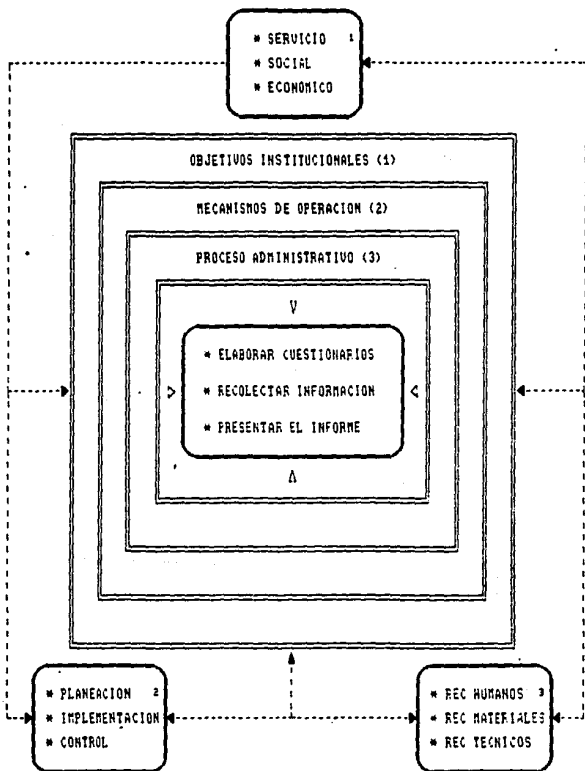 * SERVICIO 1
* SOCIAL
* ECONOMICO
OBJETIVOS INSTITUCIONALES (1)
MECANISMOS DE OPERACION (2)
PROCESO ADMINISTRATIVO (3)
* ELABORAR CUESTIONARIOS
* RECOLECTAR INFORMACION
* PRESENTAR EL INFORME
* PLANEACION 2
* IMPLEMENTACION
* CONTROL
* REC HUMANOS 3
* REC MATERIALES
* REC TECNICOS